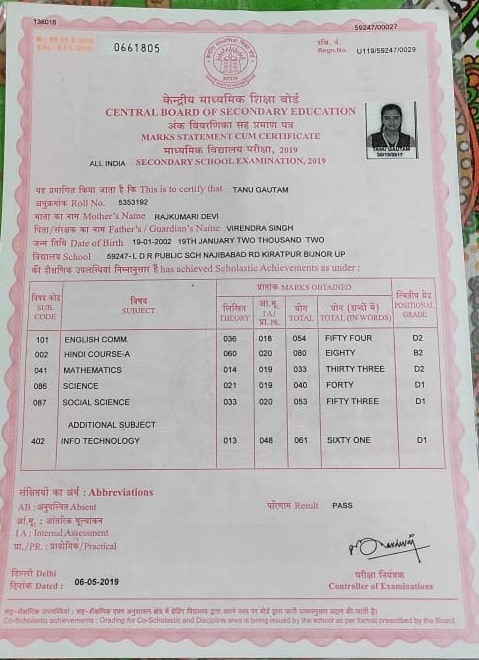 138016
59247/00027
0661805
रजि. नं.
Regn.No. U119/59247/0029
केन्द्रीय माध्यमिक शिक्षा बोर्ड
CENTRAL BOARD OF SECONDARY EDUCATION
अंक विवरणिका सह प्रमाण पत्र
MARKS STATEMENT CUM CERTIFICATE
माध्यमिक विद्यालय परीक्षा, 2019
ALL INDIA SECONDARY SCHOOL EXAMINATION, 2019
TANU GAUTAM
30/10/2017
यह प्रमाणित किया जाता है कि This is to certify that TANU GAUTAM
अनुक्रमांक Roll No. 5353192
माता का नाम Mother's Name RAJKUMARI DEVI
पिता/संरक्षक का नाम Father's / Guardian's Name VIRENDRA SINGH
जन्म तिथि Date of Birth 19-01-2002 19TH JANUARY TWO THOUSAND TWO
विद्यालय School 59247- L D R PUBLIC SCH NAJIBABAD RD KIRATPUR BIJNOR UP
की शैक्षणिक उपलब्धियां निम्नानुसार हैं has achieved Scholastic Achievements as under :
विषय कोड SUB. CODE विषय SUBJECT प्राप्तांक MARKS OBTAINED स्थितीय ग्रेड POSITIONAL GRADE
लिखित THEORY आं.मू. I A/ प्रा./PR. योग TOTAL योग (शब्दों में) TOTAL (IN WORDS)
101 ENGLISH COMM. 036 018 054 FIFTY FOUR D2
002 HINDI COURSE-A 060 020 080 EIGHTY B2
041 MATHEMATICS 014 019 033 THIRTY THREE D2
086 SCIENCE 021 019 040 FORTY D1
087 SOCIAL SCIENCE 033 020 053 FIFTY THREE D1
ADDITIONAL SUBJECT
402 INFO TECHNOLOGY 013 048 061 SIXTY ONE D1
संक्षिप्तियों का अर्थ : Abbreviations
AB : अनुपस्थित Absent
परिणाम Result PASS
आं.मू. : आंतरिक मूल्यांकन
I A : Internal Assessment
प्रा./PR. : प्रायोगिक/Practical
दिल्ली Delhi
दिनांक Dated : 06-05-2019
परीक्षा नियंत्रक
Controller of Examinations
Co-Scholastic achievements : Grading for Co-Scholastic and Discipline area is being issued by the school as per format prescribed by the Board.